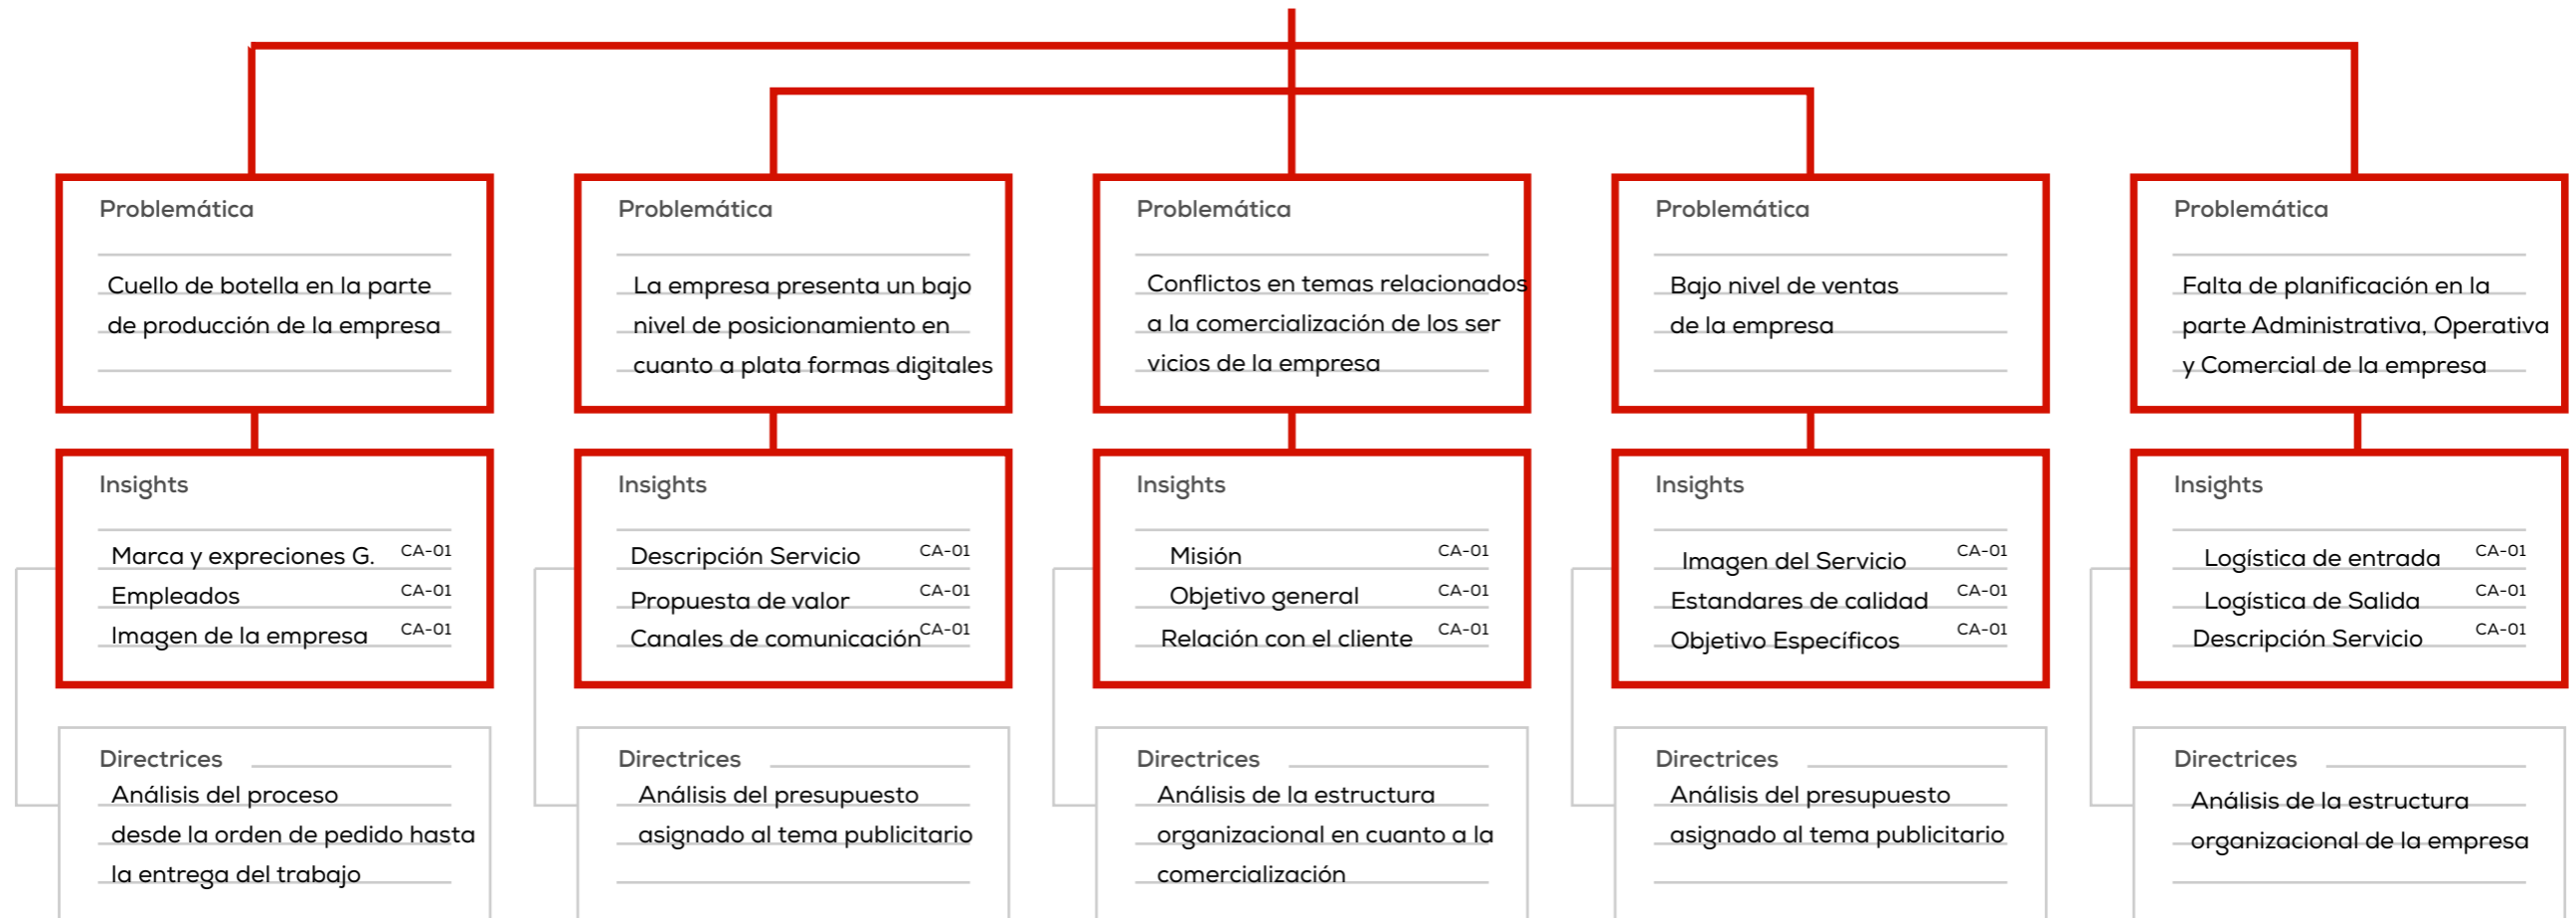 Problemática
Cuello de botella en la parte
de producción de la empresa
Problemática
La empresa presenta un bajo
nivel de posicionamiento en
cuanto a plata formas digitales
Problemática
Conflictos en temas relacionados
a la comercialización de los ser
vicios de la empresa
Problemática
Bajo nivel de ventas
de la empresa
Problemática
Falta de planificación en la
parte Administrativa, Operativa
y Comercial de la empresa
Insights
Marca y expreciones G. CA-01
Empleados CA-01
Imagen de la empresa CA-01
Insights
Descripción Servicio CA-01
Propuesta de valor CA-01
Canales de comunicación CA-01
Insights
Misión CA-01
Objetivo general CA-01
Relación con el cliente CA-01
Insights
Imagen del Servicio CA-01
Estandares de calidad CA-01
Objetivo Específicos CA-01
Insights
Logística de entrada CA-01
Logística de Salida CA-01
Descripción Servicio CA-01
Directrices
Análisis del proceso
desde la orden de pedido hasta
la entrega del trabajo
Directrices
Análisis del presupuesto
asignado al tema publicitario
Directrices
Análisis de la estructura
organizacional en cuanto a la
comercialización
Directrices
Análisis del presupuesto
asignado al tema publicitario
Directrices
Análisis de la estructura
organizacional de la empresa